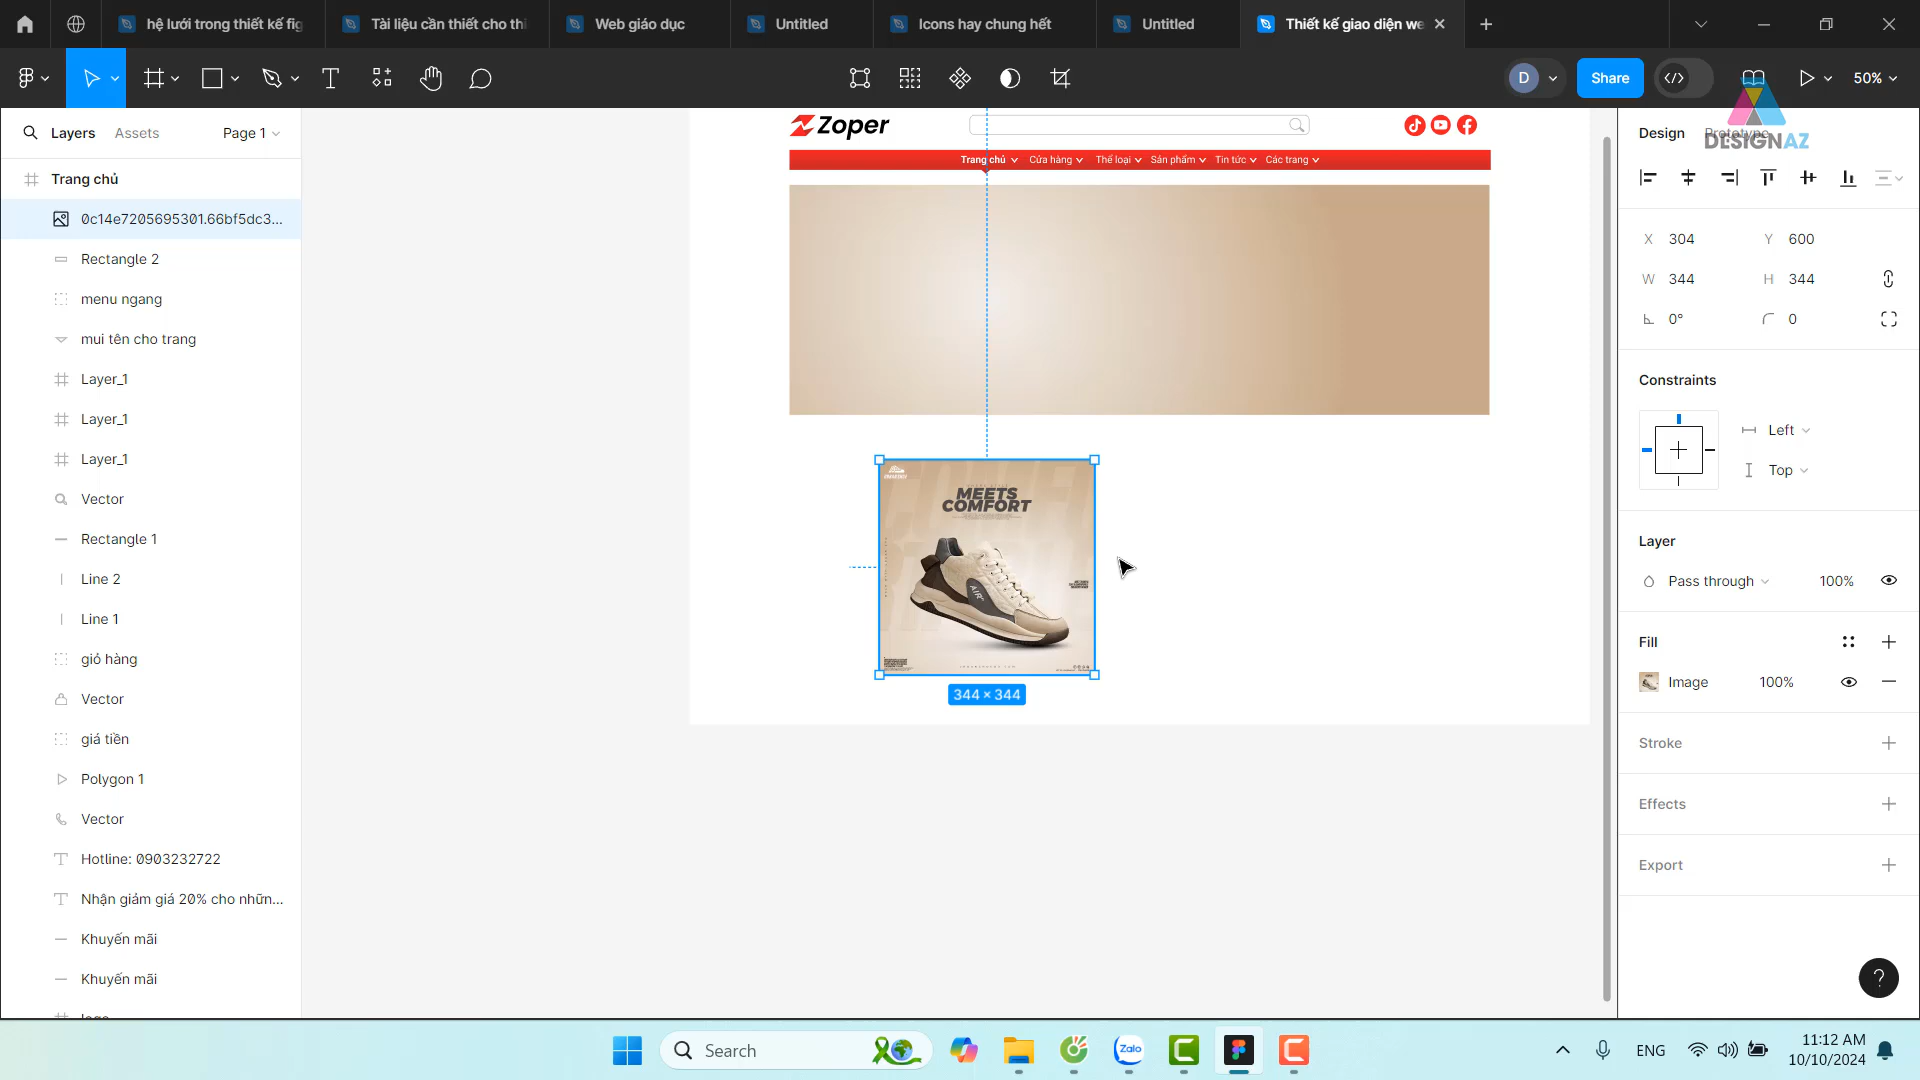 hệ lưới trong thiết kế fig
Tài liệu cần thiết cho thi
Web giáo dục
Untitled
Icons hay chung hết
Untitled
Thiết kế giao diện we
D
Share
50%
Layers
Assets
Page 1
Trang chủ
0c14e7205695301.66bf5dc3...
Rectangle 2
menu ngang
mui tên cho trang
Layer_1
Layer_1
Layer_1
Vector
Rectangle 1
Line 2
Line 1
giỏ hàng
Vector
giá tiền
Polygon 1
Vector
Hotline: 0903232722
Nhận giảm giá 20% cho nhữn...
Khuyến mãi
Khuyến mãi
logo
Zoper
Trang chủ
Cửa hàng
Thể loại
Sản phẩm
Tin tức
Các trang
MEETS
COMFORT
AIR
344 × 344
Design
Prototype
DESIGNAZ
X 304
Y 600
W 344
H 344
0°
0
Constraints
Left
Top
Layer
Pass through
100%
Fill
Image
100%
Stroke
Effects
Export
?
Search
Zalo
ENG
11:12 AM
10/10/2024